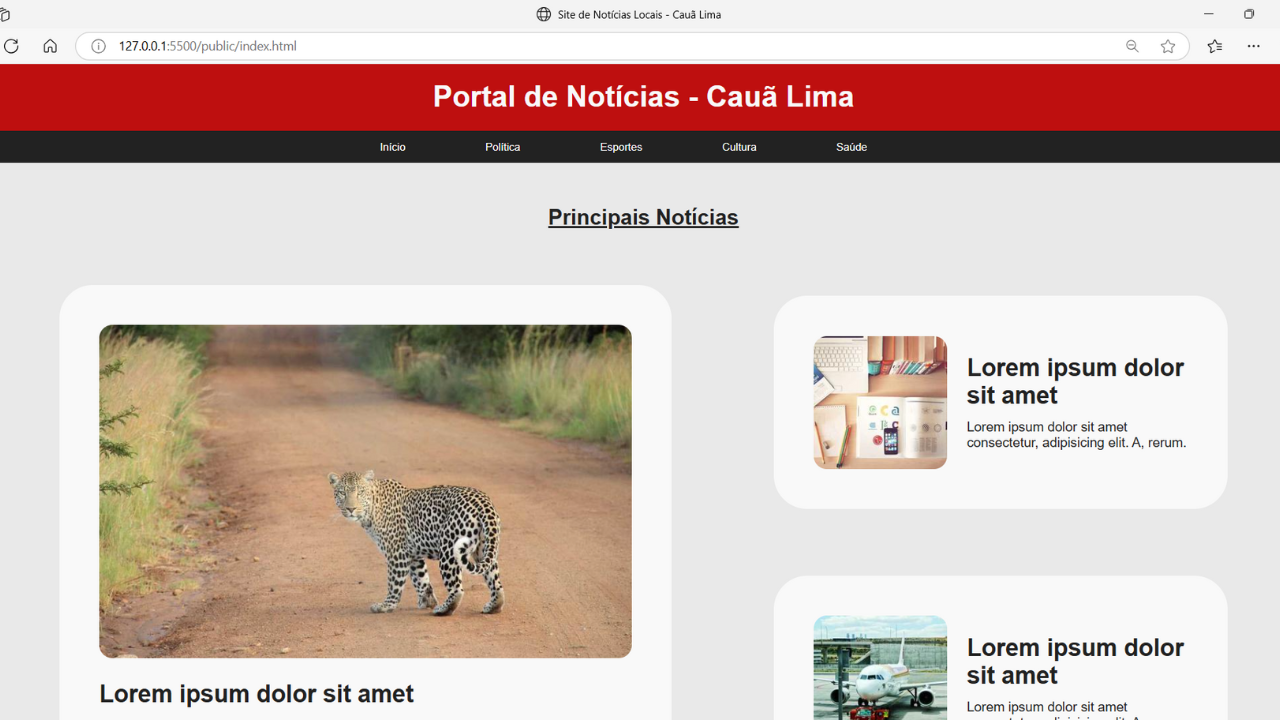 Site de Notícias Locais - Cauã Lima
127.0.0.1:5500/public/index.html
Portal de Notícias - Cauã Lima
Início Política Esportes Cultura Saúde
Principais Notícias
Lorem ipsum dolor sit amet
Lorem ipsum dolor
sit amet
Lorem ipsum dolor sit amet
consectetur, adipisicing elit. A, rerum.
Lorem ipsum dolor
sit amet
Lorem ipsum dolor sit amet